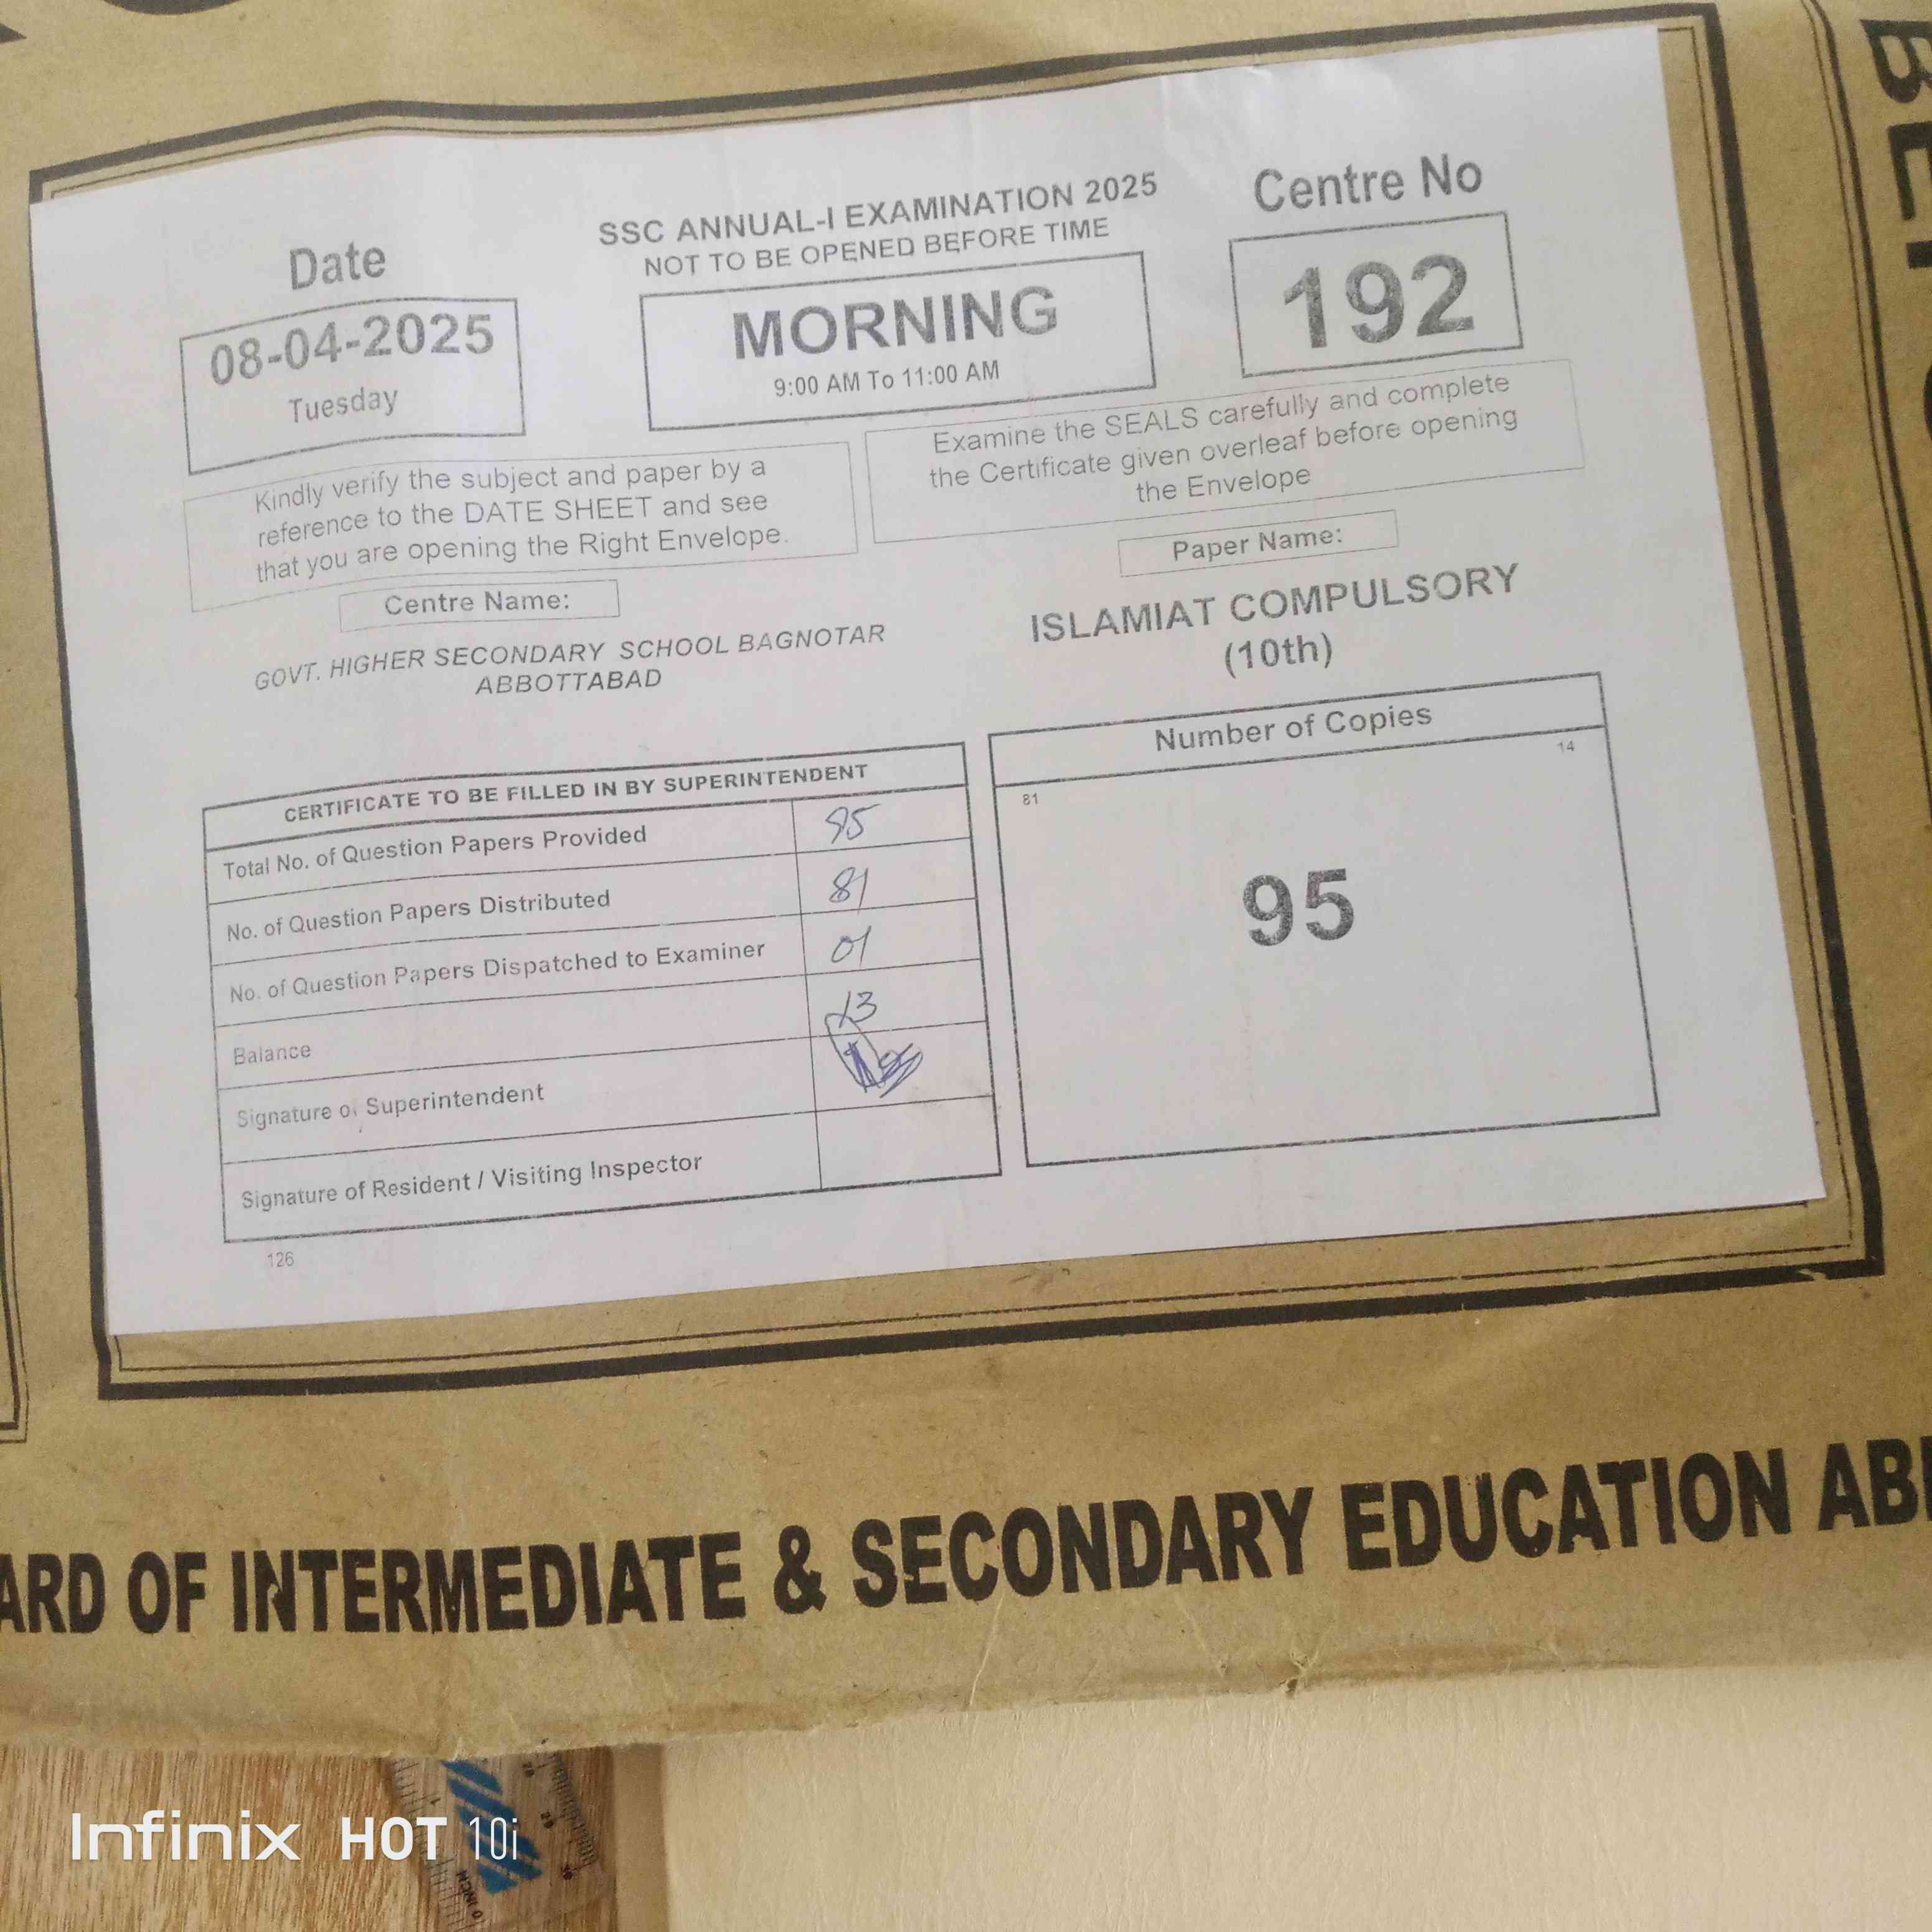 Date
08-04-2025
Tuesday
SSC ANNUAL-I EXAMINATION 2025
NOT TO BE OPENED BEFORE TIME
MORNING
9:00 AM To 11:00 AM
Centre No
192
Kindly verify the subject and paper by a
reference to the DATE SHEET and see
that you are opening the Right Envelope.
Examine the SEALS carefully and complete
the Certificate given overleaf before opening
the Envelope
Centre Name:
GOVT. HIGHER SECONDARY SCHOOL BAGNOTAR
ABBOTTABAD
Paper Name:
ISLAMIAT COMPULSORY
(10th)
CERTIFICATE TO BE FILLED IN BY SUPERINTENDENT
Total No. of Question Papers Provided 95
No. of Question Papers Distributed 81
No. of Question Papers Dispatched to Examiner 01
Balance 13
Signature of Superintendent
Signature of Resident / Visiting Inspector
126
Number of Copies
14
81
95
ARD OF INTERMEDIATE & SECONDARY EDUCATION AB
Infinix HOT 10i
0 INCH